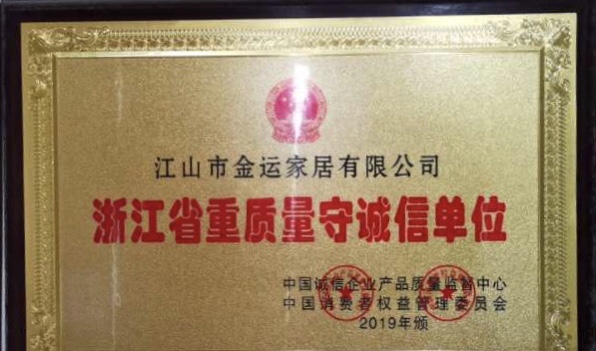 江山市金运家居有限公司
浙江省重质量守诚信单位
中国诚信企业产品质量监督中心
中国消费者权益管理委员会
2019年颁